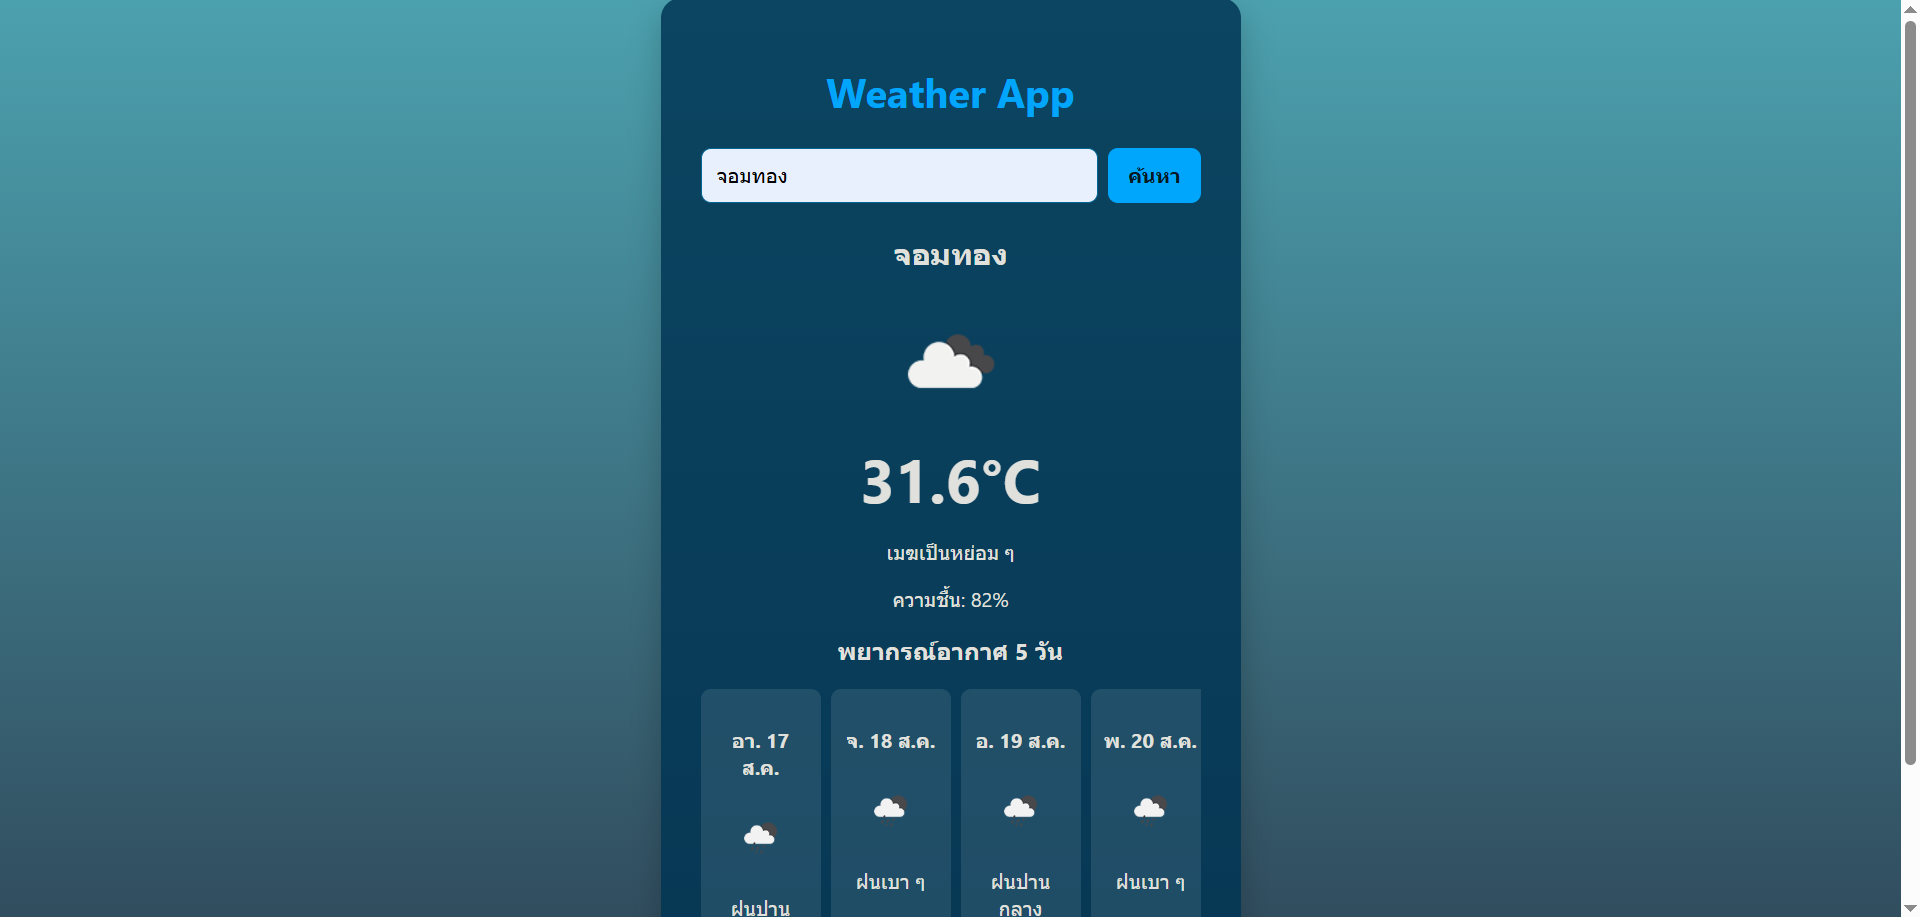 Weather App
จอมทอง
ค้นหา
จอมทอง
31.6°C
เมฆเป็นหย่อม ๆ
ความชื้น: 82%
พยากรณ์อากาศ 5 วัน
อา. 17
ส.ค.
ฝนปาน
จ. 18 ส.ค.
ฝนเบา ๆ
อ. 19 ส.ค.
ฝนปาน
กลาง
พ. 20 ส.ค.
ฝนเบา ๆ